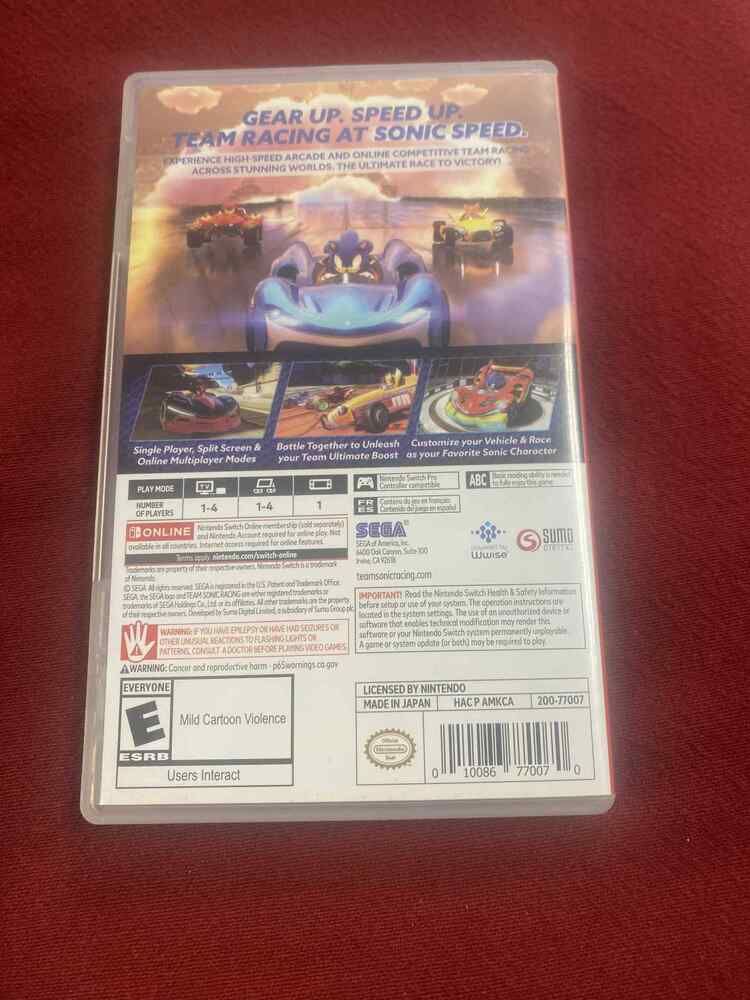 GEAR UP. SPEED UP.
TEAM RACING AT SONIC SPEED.
EXPERIENCE HIGH-SPEED ARCADE AND ONLINE COMPETITIVE TEAM RACING
ACROSS STUNNING WORLDS. THE ULTIMATE RACE TO VICTORY!
Single Player, Split Screen &
Online Multiplayer Modes
Battle Together to Unleash
your Team Ultimate Boost
Customize your Vehicle & Race
as your Favorite Sonic Character
PLAY MODE
TV
NUMBER
OF PLAYERS
1-4
1-4
1
Nintendo Switch Pro
Controller compatible
ABC
Basic reading ability is needed
to fully enjoy this game.
FR
ES
Contenu du jeu en français
Contenido del juego en español
ONLINE
Nintendo Switch Online membership (sold separately)
and Nintendo Account required for online play. Not
available in all countries. Internet access required for online features.
Terms apply. nintendo.com/switch-online
Trademarks are property of their respective owners. Nintendo Switch is a trademark
of Nintendo.
© SEGA. All rights reserved. SEGA is registered in the U.S. Patent and Trademark Office.
SEGA, the SEGA logo and TEAM SONIC RACING are either registered trademarks or
trademarks of SEGA Holdings Co., Ltd. or its affiliates. All other trademarks are the property
of their respective owners. Developed by Sumo Digital Limited, a subsidiary of Sumo Group plc.
SEGA
SEGA of America, Inc.
6400 Oak Canyon, Suite 100
Irvine, CA 92618
teamsonicracing.com
powered by
Wwise
SUMO
DIGITAL
WARNING: IF YOU HAVE EPILEPSY OR HAVE HAD SEIZURES OR
OTHER UNUSUAL REACTIONS TO FLASHING LIGHTS OR
PATTERNS, CONSULT A DOCTOR BEFORE PLAYING VIDEO GAMES.
WARNING: Cancer and reproductive harm - p65warnings.ca.gov
IMPORTANT! Read the Nintendo Switch Health & Safety Information
before setup or use of your system. The operation instructions are
located in the system settings. The use of an unauthorized device or
software that enables technical modification may render this
software or your Nintendo Switch system permanently unplayable.
A game or system update (or both) may be required to play.
EVERYONE
E
ESRB
Mild Cartoon Violence
Users Interact
LICENSED BY NINTENDO
MADE IN JAPAN
HAC P AMKCA
200-77007
Official
Nintendo
Seal
0 10086 77007 0